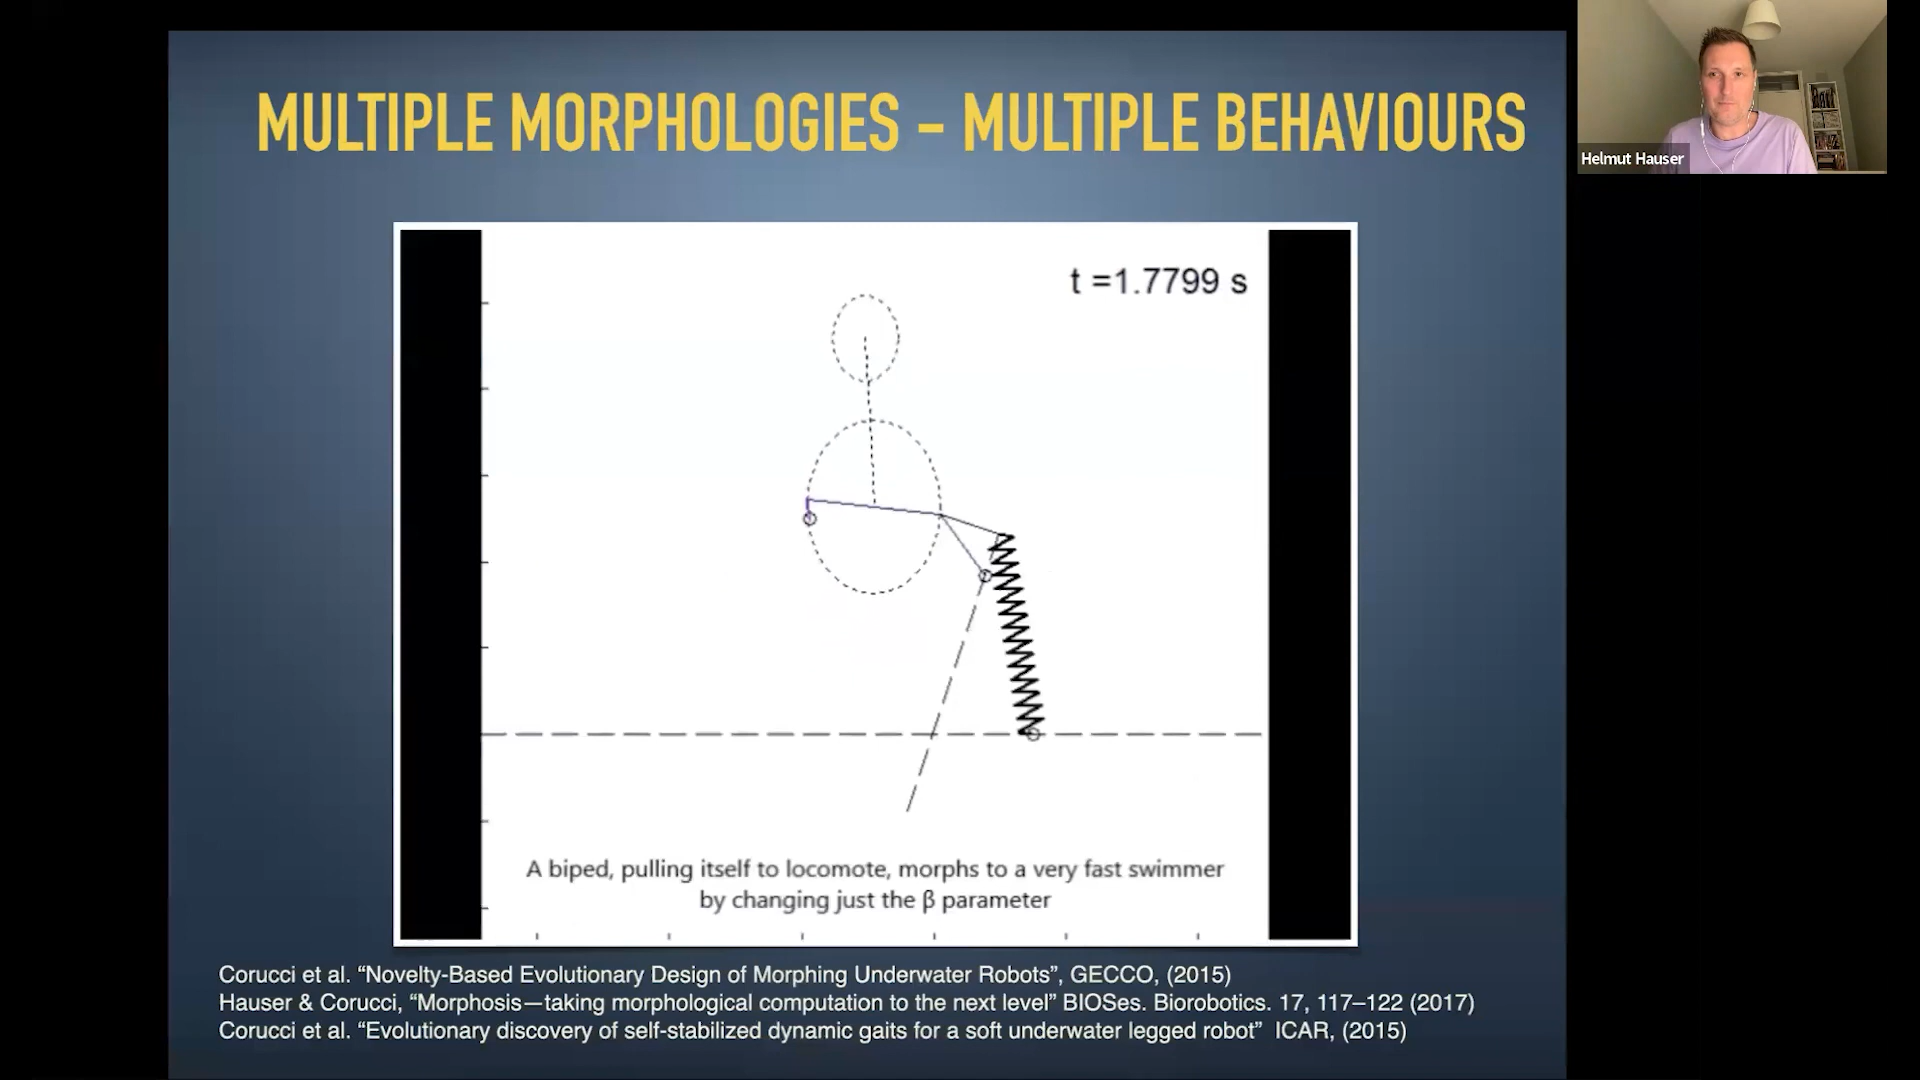 MULTIPLE MORPHOLOGIES – MULTIPLE BEHAVIOURS
Helmut Hauser
t =1.7799 s
A biped, pulling itself to locomote, morphs to a very fast swimmer
by changing just the β parameter
Corucci et al. “Novelty-Based Evolutionary Design of Morphing Underwater Robots”, GECCO, (2015)
Hauser & Corucci, “Morphosis—taking morphological computation to the next level” BIOSes. Biorobotics. 17, 117–122 (2017)
Corucci et al. “Evolutionary discovery of self-stabilized dynamic gaits for a soft underwater legged robot” ICAR, (2015)